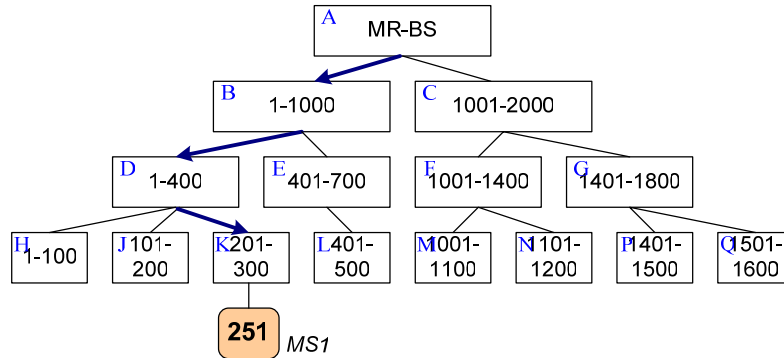 A MR-BS
B 1-1000
C 1001-2000
D 1-400
E 401-700
F 1001-1400
G 1401-1800
H 1-100
J 101-
200
K 201-
300
L 401-
500
M 1001-
1100
N 1101-
1200
P 1401-
1500
Q 1501-
1600
251 MS1